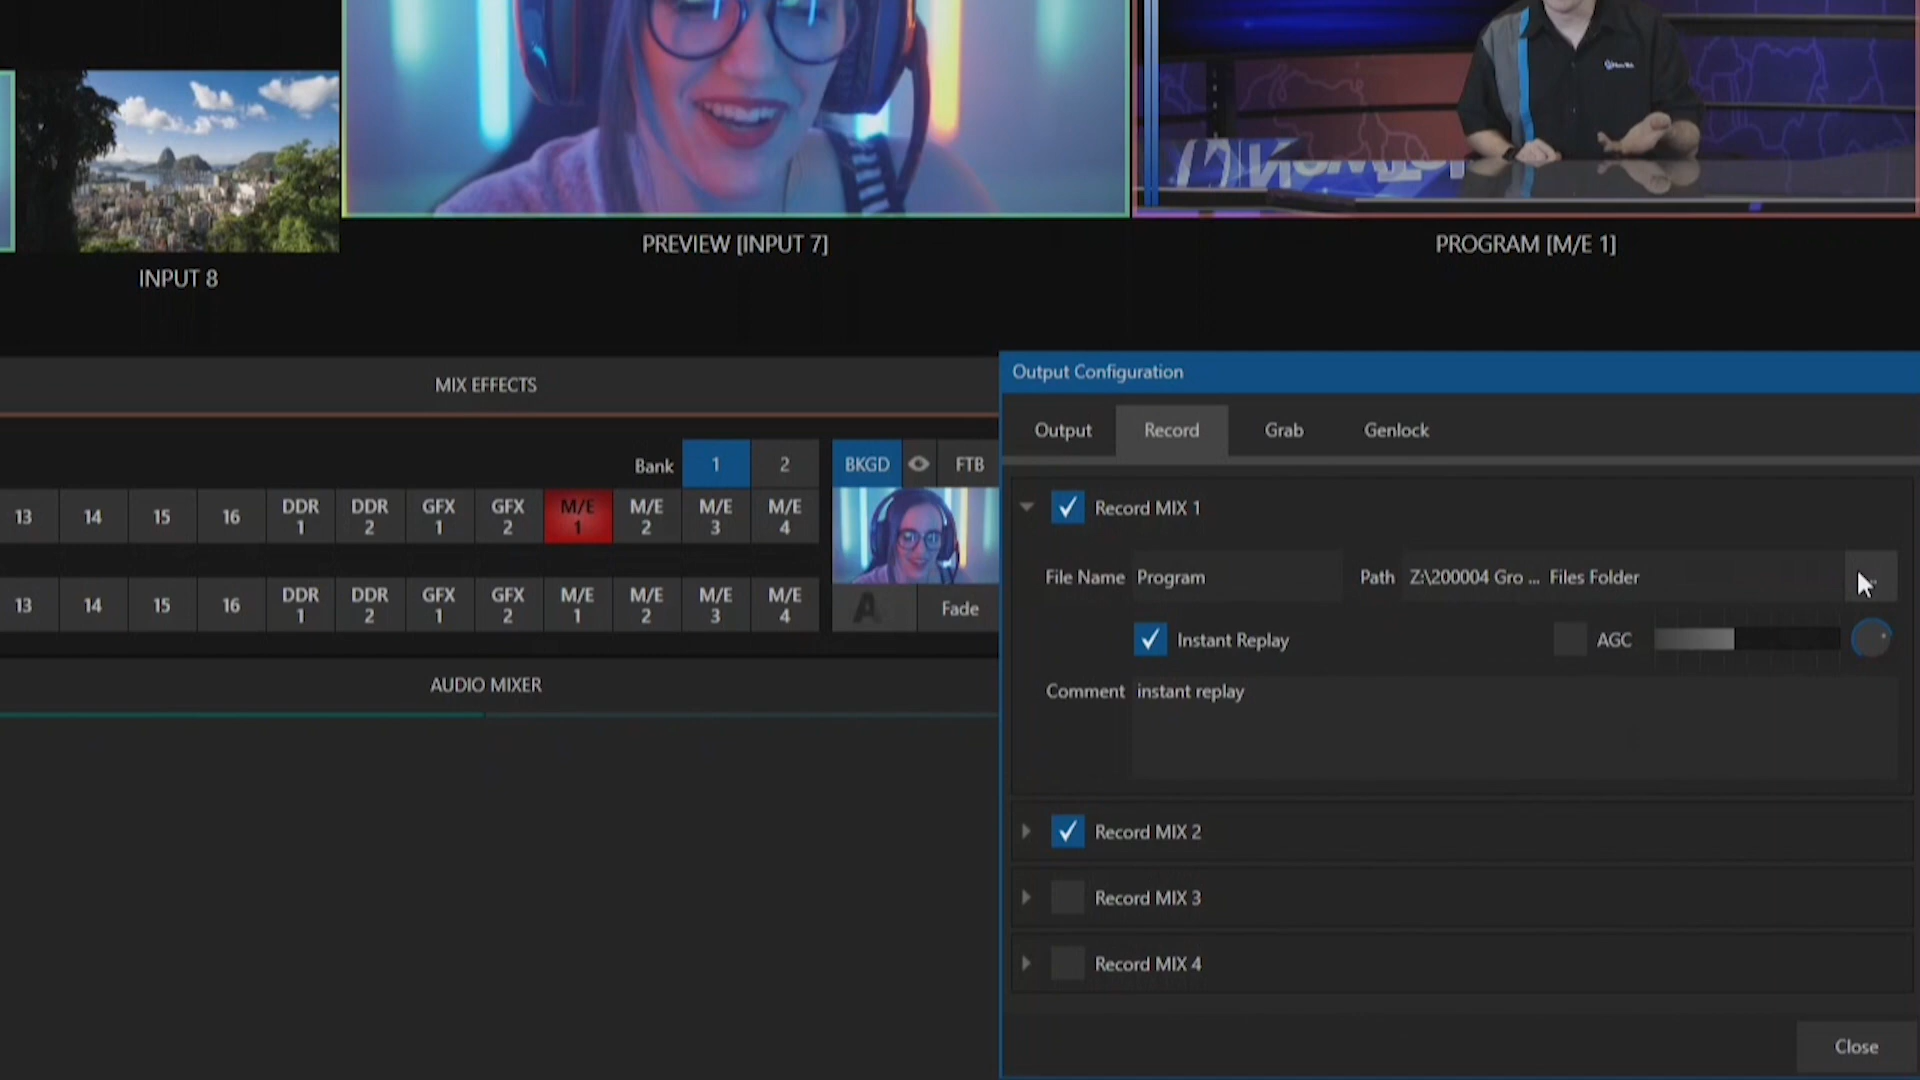 INPUT 8
PREVIEW [INPUT 7]
PROGRAM [M/E 1]
MIX EFFECTS
Bank 1 2 BKGD FTB
13 14 15 16 DDR 1 DDR 2 GFX 1 GFX 2 M/E 1 M/E 2 M/E 3 M/E 4
13 14 15 16 DDR 1 DDR 2 GFX 1 GFX 2 M/E 1 M/E 2 M/E 3 M/E 4
A Fade
AUDIO MIXER
Output Configuration
Output Record Grab Genlock
Record MIX 1
File Name Program Path Z:\200004 Gro ... Files Folder
Instant Replay AGC
Comment instant replay
Record MIX 2
Record MIX 3
Record MIX 4
Close